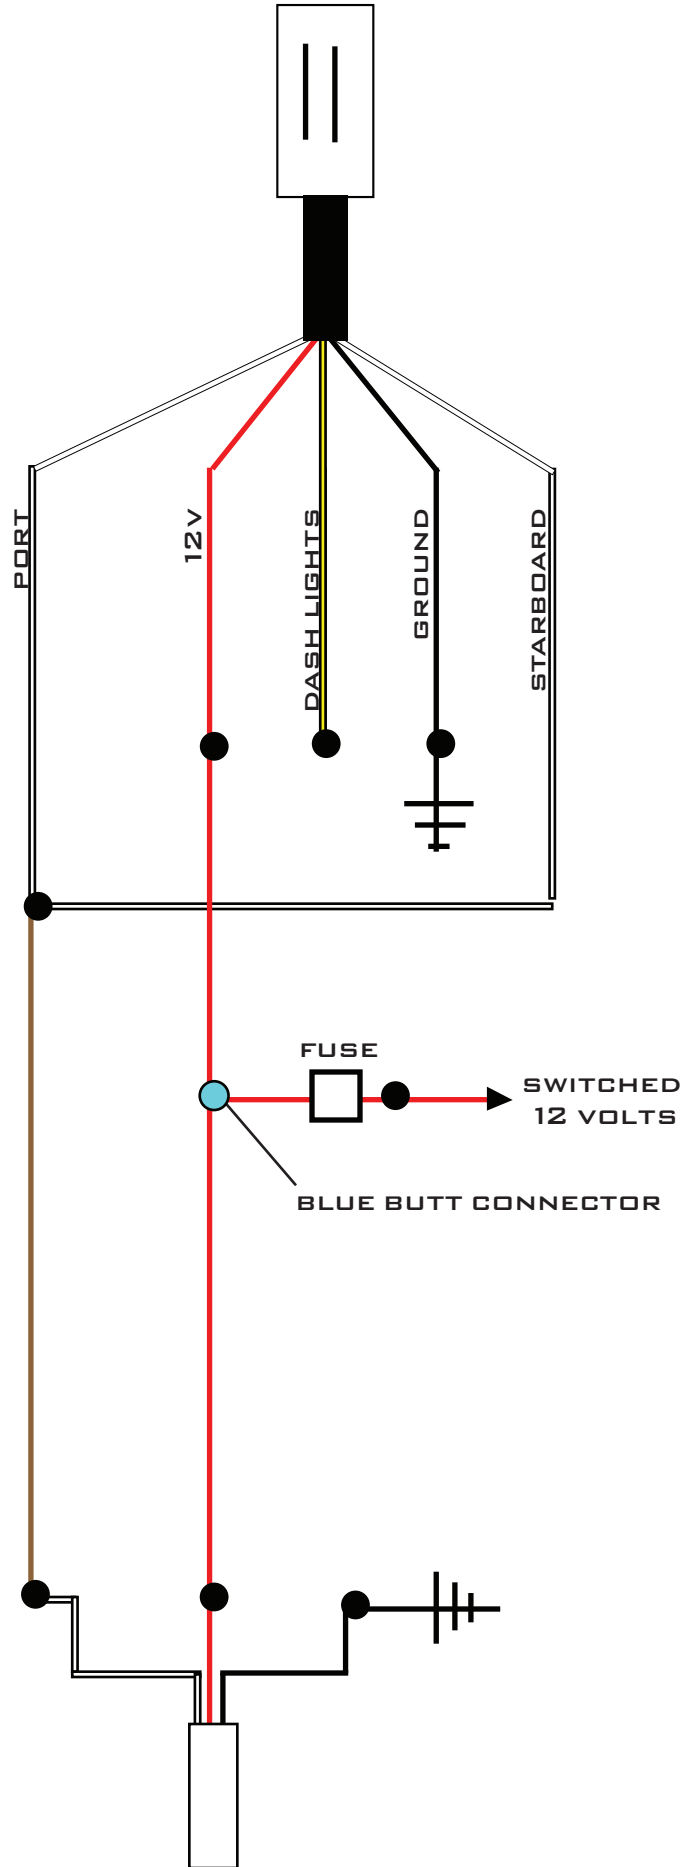 PORT
12V
DASH LIGHTS
GROUND
STARBOARD
FUSE
SWITCHED
12 VOLTS
BLUE BUTT CONNECTOR